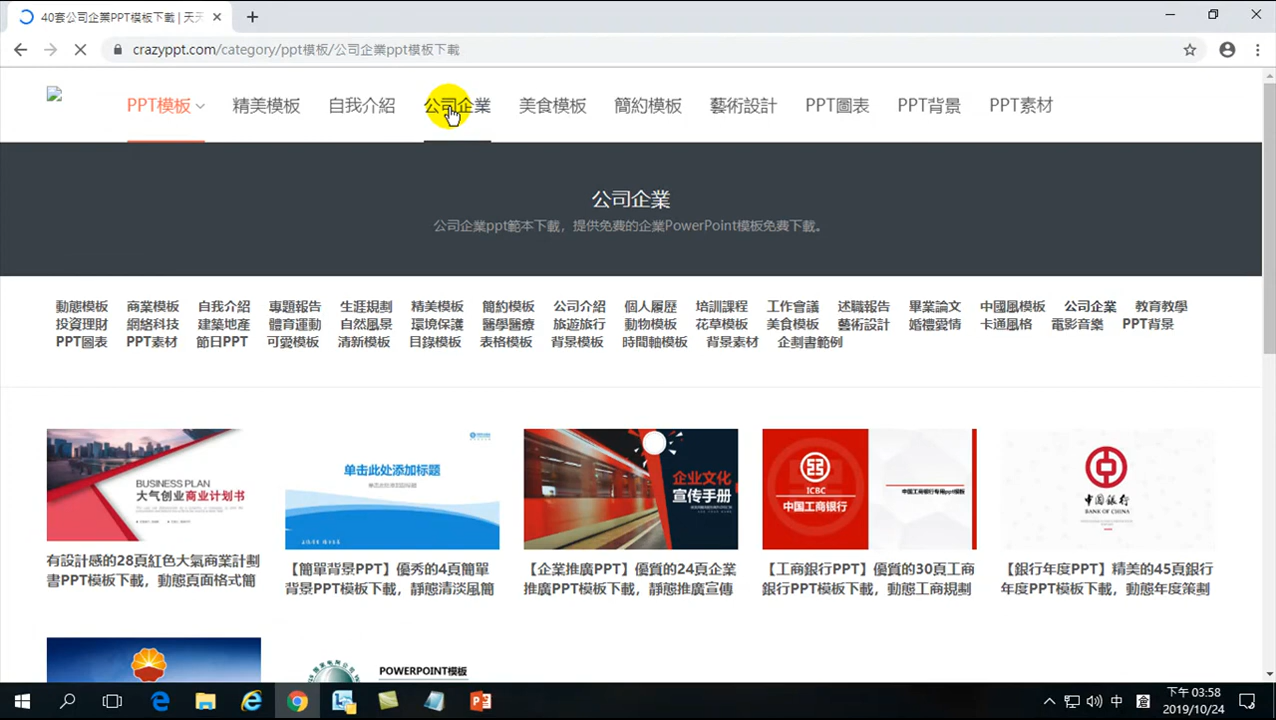 40套公司企業PPT模板下載 | 天天
crazyppt.com/category/ppt模板/公司企業ppt模板下載
PPT模板 精美模板 自我介紹 公司企業 美食模板 簡約模板 藝術設計 PPT圖表 PPT背景 PPT素材
公司企業
公司企業ppt範本下載，提供免費的企業PowerPoint模板免費下載。
動態模板 商業模板 自我介紹 專題報告 生涯規劃 精美模板 簡約模板 公司介紹 個人履歷 培訓課程 工作會議 述職報告 畢業論文 中國風模板 公司企業 教育教學
投資理財 網絡科技 建築地產 體育運動 自然風景 環境保護 醫學醫療 旅遊旅行 動物模板 花草模板 美食模板 藝術設計 婚禮愛情 卡通風格 電影音樂 PPT背景
PPT圖表 PPT素材 節日PPT 可愛模板 清新模板 目錄模板 表格模板 背景模板 時間軸模板 背景素材 企劃書範例
BUSINESS PLAN
大气创业商业计划书
单击此处添加标题
企业文化
宣传手册
ICBC
中国工商银行
中国工商银行专用ppt模板
中國銀行
BANK OF CHINA
有設計感的28頁紅色大氣商業計劃
書PPT模板下載，動態頁面格式簡
【簡單背景PPT】優秀的4頁簡單
背景PPT模板下載，靜態清淡風簡
【企業推廣PPT】優質的24頁企業
推廣PPT模板下載，靜態推廣宣傳
【工商銀行PPT】優質的30頁工商
銀行PPT模板下載，動態工商規劃
【銀行年度PPT】精美的45頁銀行
年度PPT模板下載，動態年度策劃
POWERPOINT模板
中
下午 03:58
2019/10/24